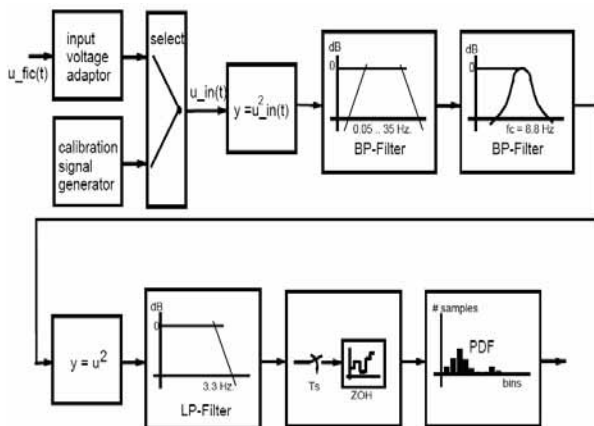 u_fic(t)
input
voltage
adaptor
calibration
signal
generator
select
u_in(t)
y = u²_in(t)
dB
0
0.05 .. 35 Hz.
BP-Filter
dB
0
fc = 8.8 Hz
BP-Filter
y = u²
dB
0
3.3 Hz.
LP-Filter
Ts
ZOH
# samples
PDF
bins